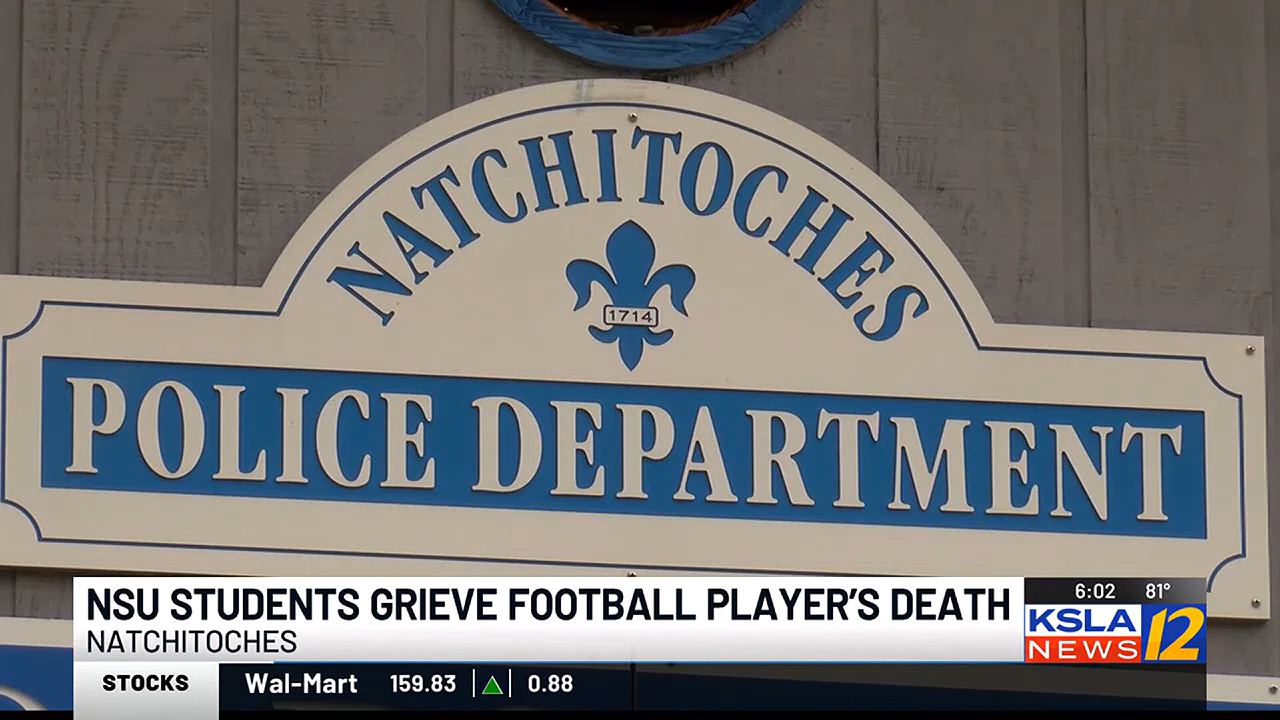 NATCHITOCHES
1714
POLICE DEPARTMENT
NSU STUDENTS GRIEVE FOOTBALL PLAYER'S DEATH
NATCHITOCHES
6:02 81°
KSLA
NEWS 12
STOCKS Wal-Mart 159.83 0.88